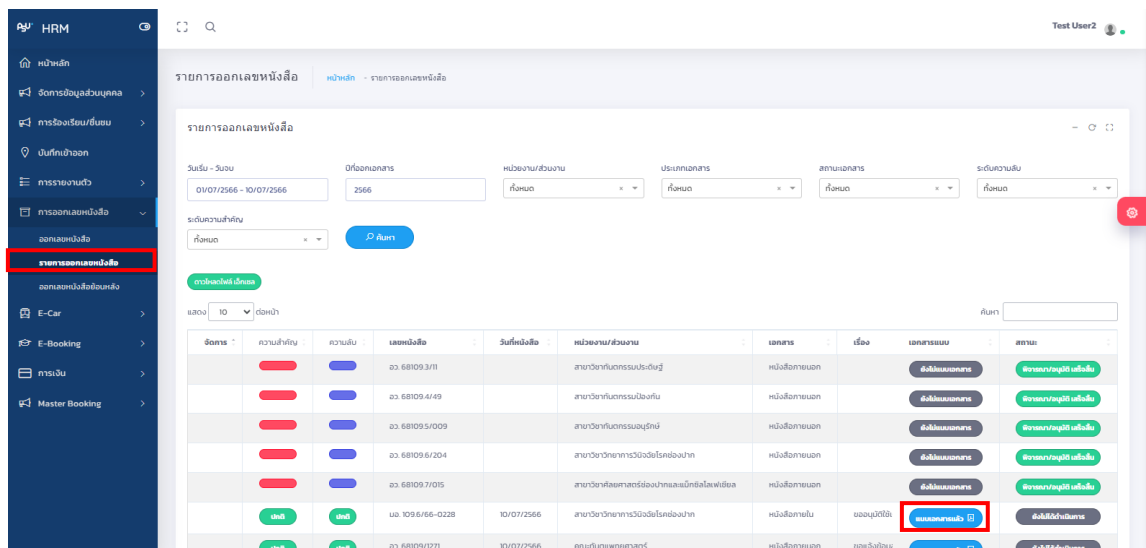 HRM
Test User2
หน้าหลัก
จัดการข้อมูลส่วนบุคคล
การร้องเรียน/ชื่นชม
บันทึกเข้าออก
การรายงานตัว
การออกเลขหนังสือ
ออกเลขหนังสือ
รายการออกเลขหนังสือ
ออกเลขหนังสือย้อนหลัง
E-Car
E-Booking
การเงิน
Master Booking
รายการออกเลขหนังสือ หน้าหลัก - รายการออกเลขหนังสือ
รายการออกเลขหนังสือ
วันเริ่ม - วันจบ ปีที่ออกเอกสาร หน่วยงาน/ส่วนงาน ประเภทเอกสาร สถานะเอกสาร ระดับความลับ
01/07/2566 - 10/07/2566 2566 ทั้งหมด × ทั้งหมด × ทั้งหมด × ทั้งหมด ×
ระดับความสำคัญ
ทั้งหมด × ค้นหา
ดาวโหลดไฟล์ เอ็กเซล
แสดง 10 ต่อหน้า ค้นหา
จัดการ ความสำคัญ ความลับ เลขหนังสือ วันที่หนังสือ หน่วยงาน/ส่วนงาน เอกสาร เรื่อง เอกสารแนบ สถานะ
อว. 68109.3/11 สาขาวิชาทันตกรรมประดิษฐ์ หนังสือภายนอก ยังไม่แนบเอกสาร พิจารณา/อนุมัติ เสร็จสิ้น
อว. 68109.4/49 สาขาวิชาทันตกรรมป้องกัน หนังสือภายนอก ยังไม่แนบเอกสาร พิจารณา/อนุมัติ เสร็จสิ้น
อว. 68109.5/009 สาขาวิชาทันตกรรมอนุรักษ์ หนังสือภายนอก ยังไม่แนบเอกสาร พิจารณา/อนุมัติ เสร็จสิ้น
อว. 68109.6/204 สาขาวิชาวิทยาการวินิจฉัยโรคช่องปาก หนังสือภายนอก ยังไม่แนบเอกสาร พิจารณา/อนุมัติ เสร็จสิ้น
อว. 68109.7/015 สาขาวิชาศัลยศาสตร์ช่องปากและแม็กซิลโลเฟเชียล หนังสือภายนอก ยังไม่แนบเอกสาร พิจารณา/อนุมัติ เสร็จสิ้น
ปกติ ปกติ มอ. 109.6/66-0228 10/07/2566 สาขาวิชาวิทยาการวินิจฉัยโรคช่องปาก หนังสือภายใน ขออนุมัติใช้ แนบเอกสารแล้ว ยังไม่ได้ดำเนินการ
ปกติ ปกติ อว 68109/1271 10/07/2566 คณะทันตแพทยศาสตร์ หนังสือภายนอก